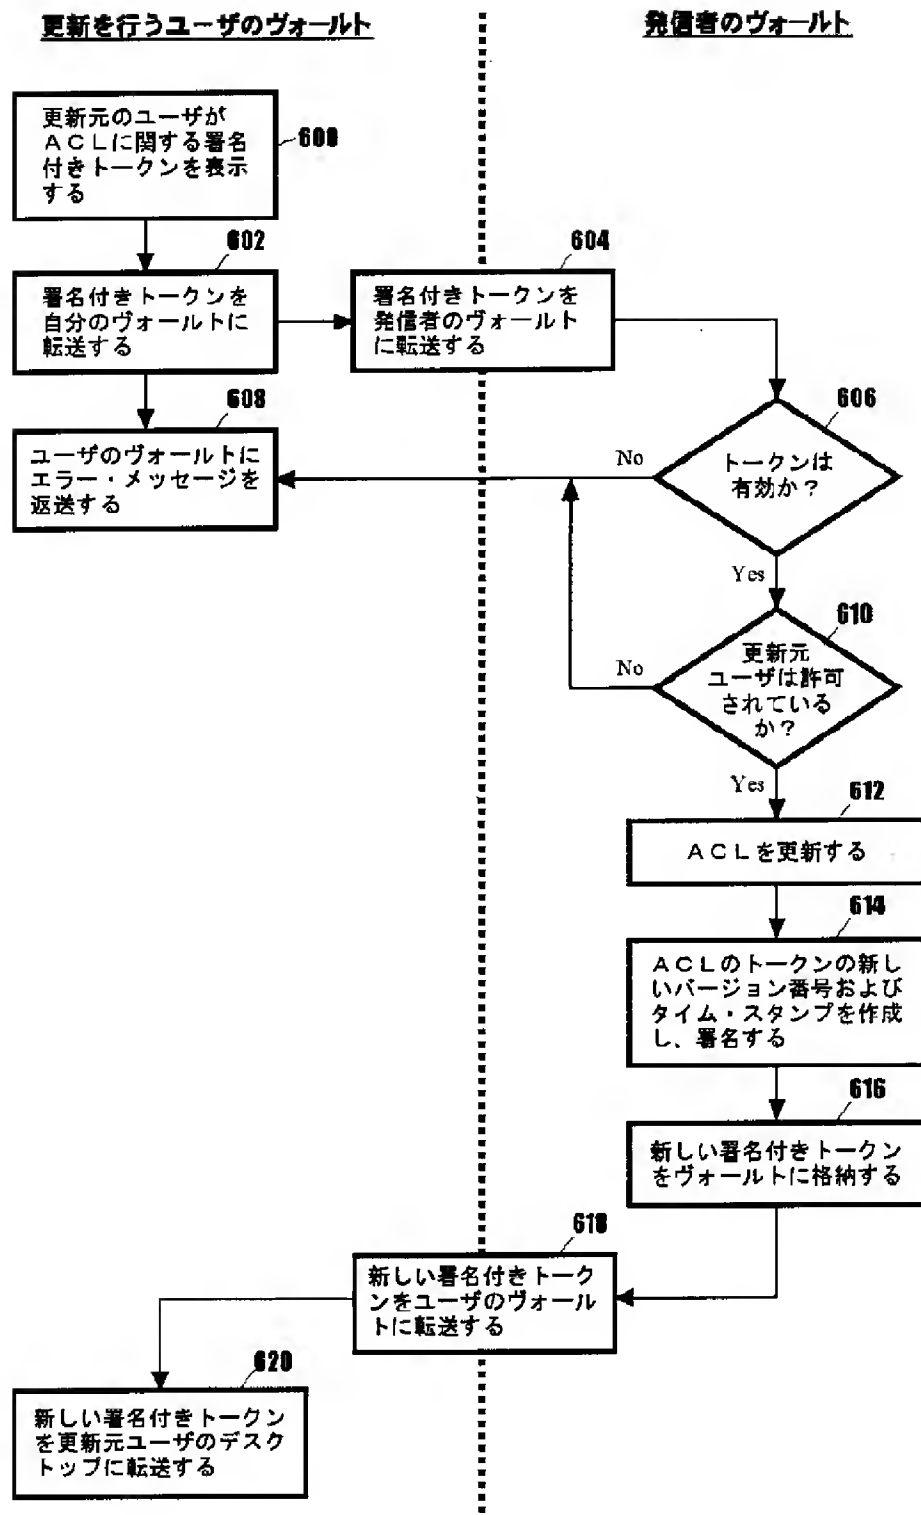 更新を行うユーザのヴォールト
発信者のヴォールト
更新元のユーザが
ACLに関する署名
付きトークンを表示
する
600
602
署名付きトークンを
自分のヴォールトに
転送する
604
署名付きトークンを
発信者のヴォールト
に転送する
606
トークンは
有効か？
No
Yes
608
ユーザのヴォールトに
エラー・メッセージを
返送する
610
更新元
ユーザは許可
されている
か？
No
Yes
612
ACLを更新する
614
ACLのトークンの新し
いバージョン番号および
タイム・スタンプを作成
し、署名する
616
新しい署名付きトークン
をヴォールトに格納する
618
新しい署名付きトーク
ンをユーザのヴォール
トに転送する
620
新しい署名付きトークン
を更新元ユーザのデスク
トップに転送する